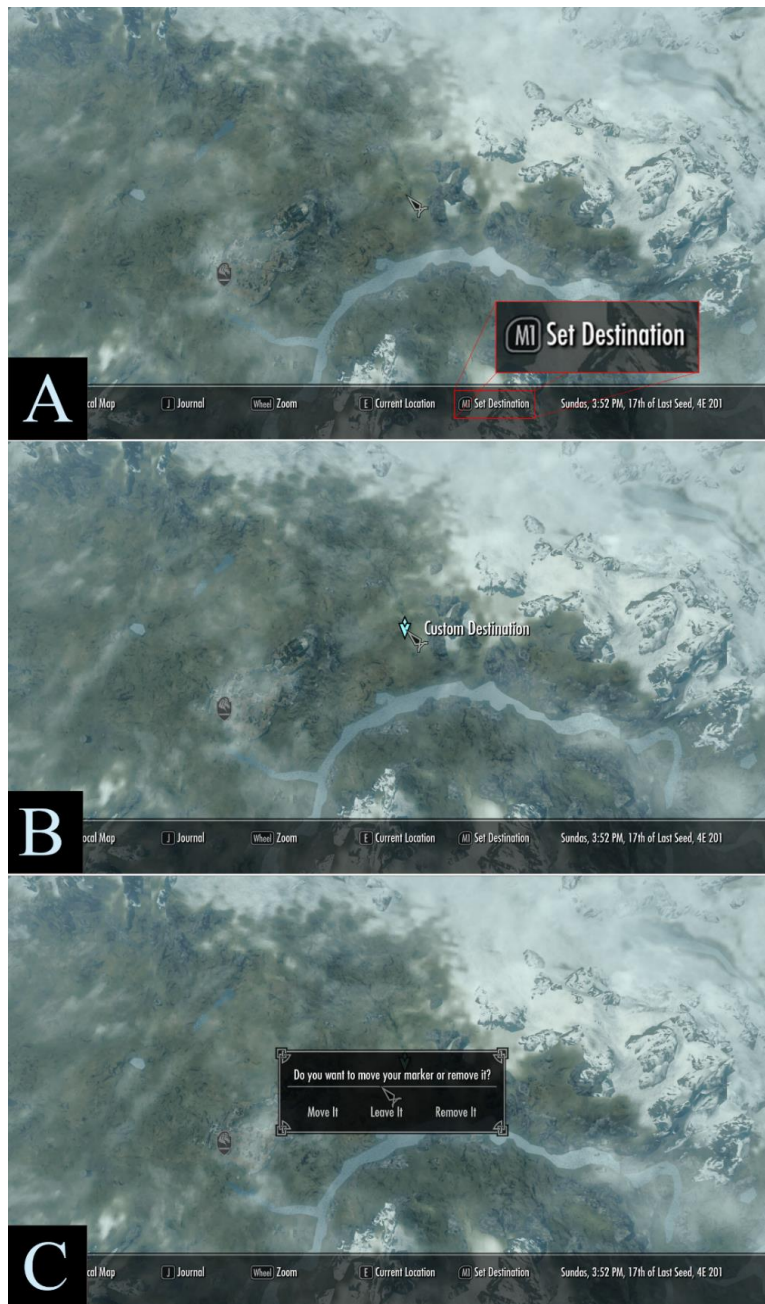 M1 Set Destination
A
cal Map J Journal Wheel Zoom E Current Location M1 Set Destination Sundas, 3:52 PM, 17th of Last Seed, 4E 201
Custom Destination
B
ocal Map J Journal Wheel Zoom E Current Location M1 Set Destination Sundas, 3:52 PM, 17th of Last Seed, 4E 201
Do you want to move your marker or remove it?
Move It Leave It Remove It
C
cal Map J Journal Wheel Zoom E Current Location M1 Set Destination Sundas, 3:52 PM, 17th of Last Seed, 4E 201